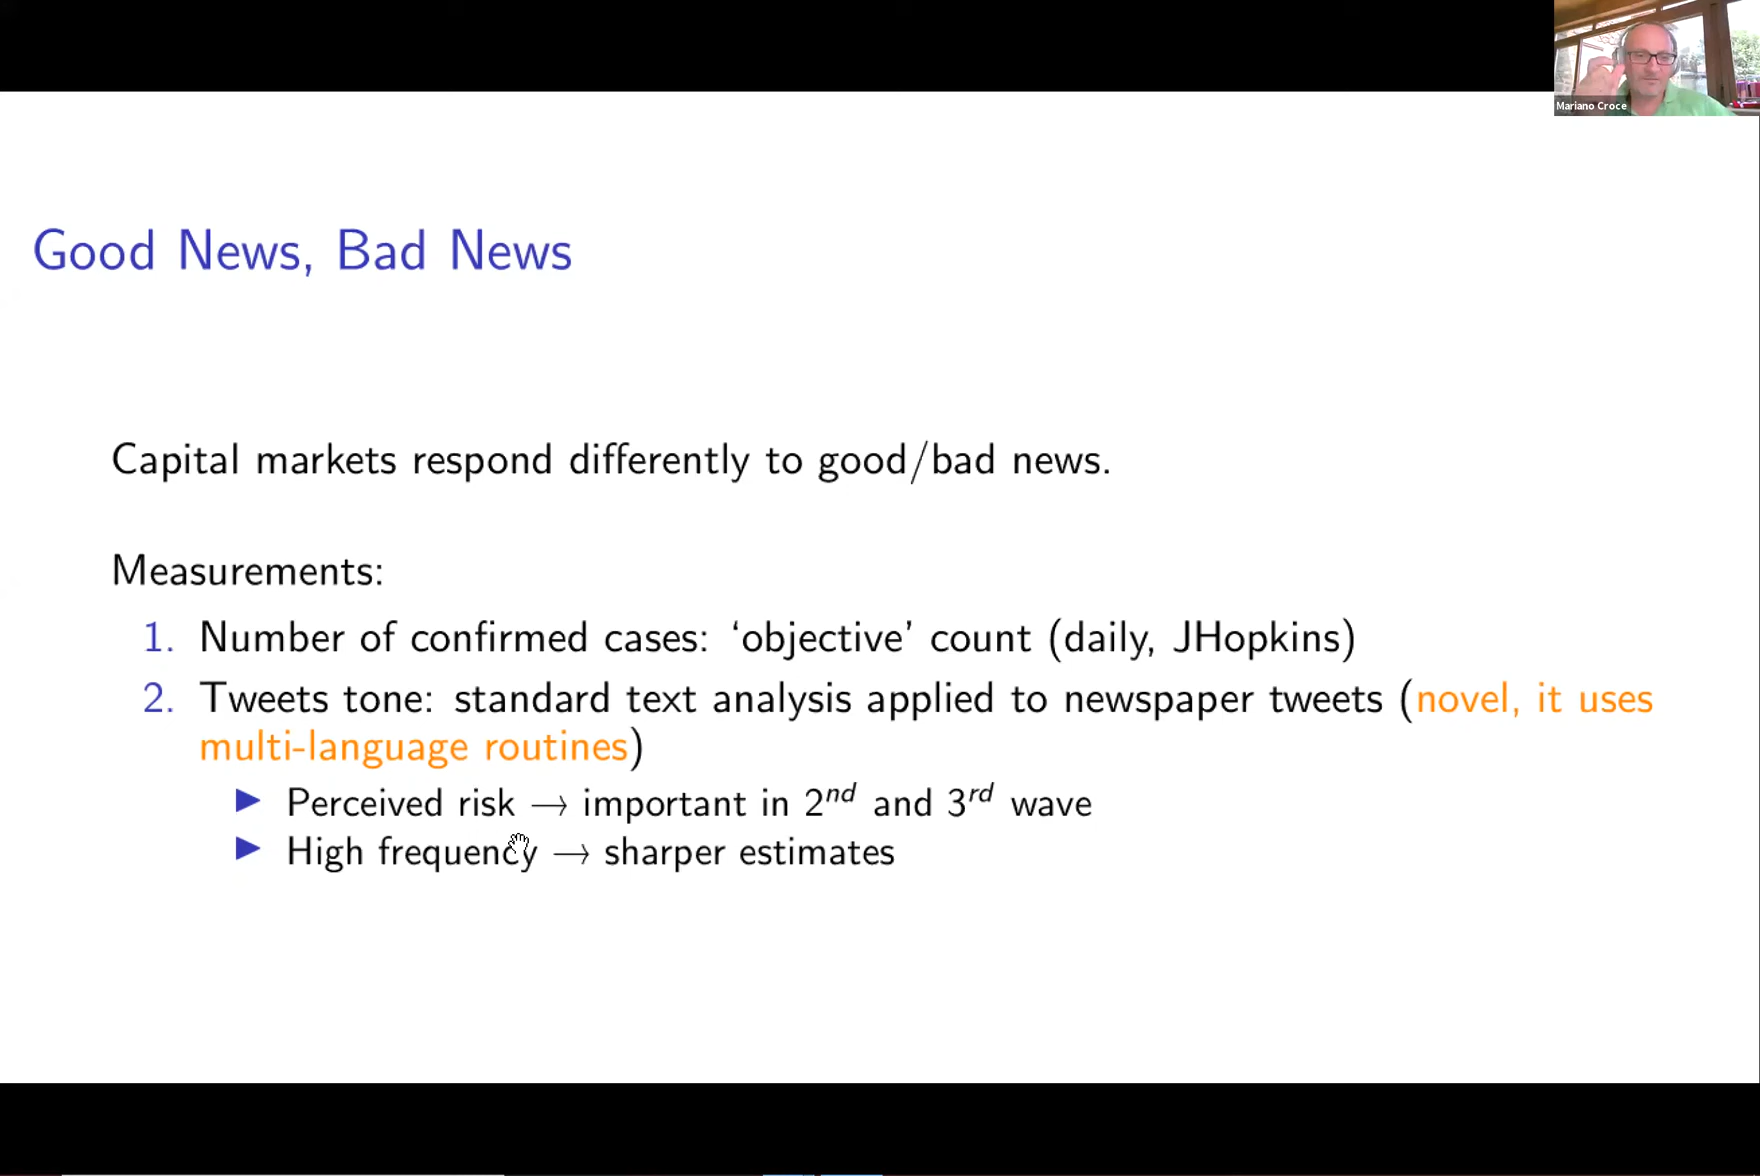 Mariano Croce
Good News, Bad News
Capital markets respond differently to good/bad news.
Measurements:
1. Number of confirmed cases: ‘objective’ count (daily, JHopkins)
2. Tweets tone: standard text analysis applied to newspaper tweets (novel, it uses
multi-language routines)
▶ Perceived risk → important in 2nd and 3rd wave
▶ High frequency → sharper estimates